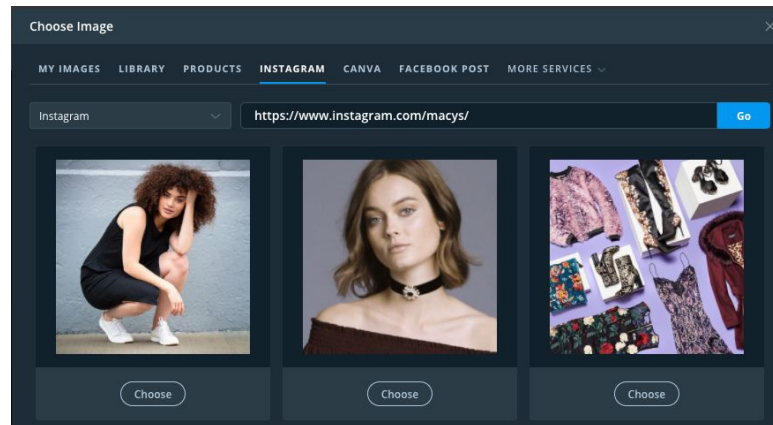 Choose Image
MY IMAGES LIBRARY PRODUCTS INSTAGRAM CANVA FACEBOOK POST MORE SERVICES
Instagram https://www.instagram.com/macys/ Go
Choose Choose Choose